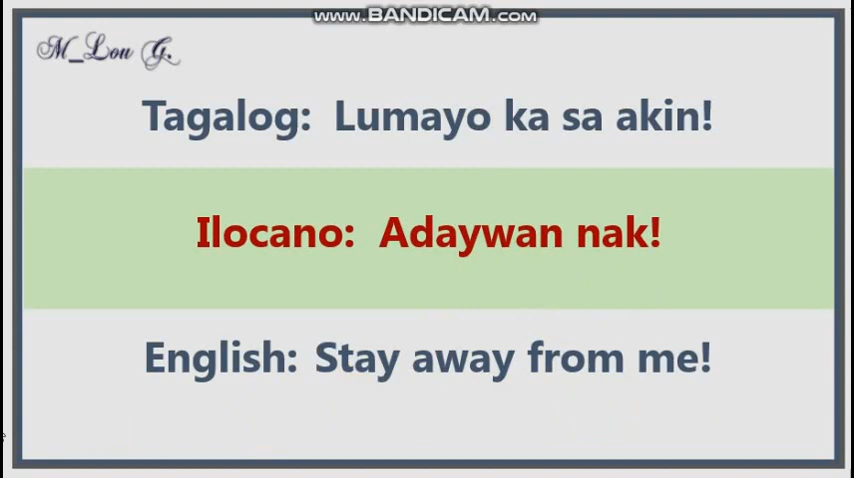 www.BANDICAM.com
M_Lou G.
Tagalog: Lumayo ka sa akin!
Ilocano: Adaywan nak!
English: Stay away from me!